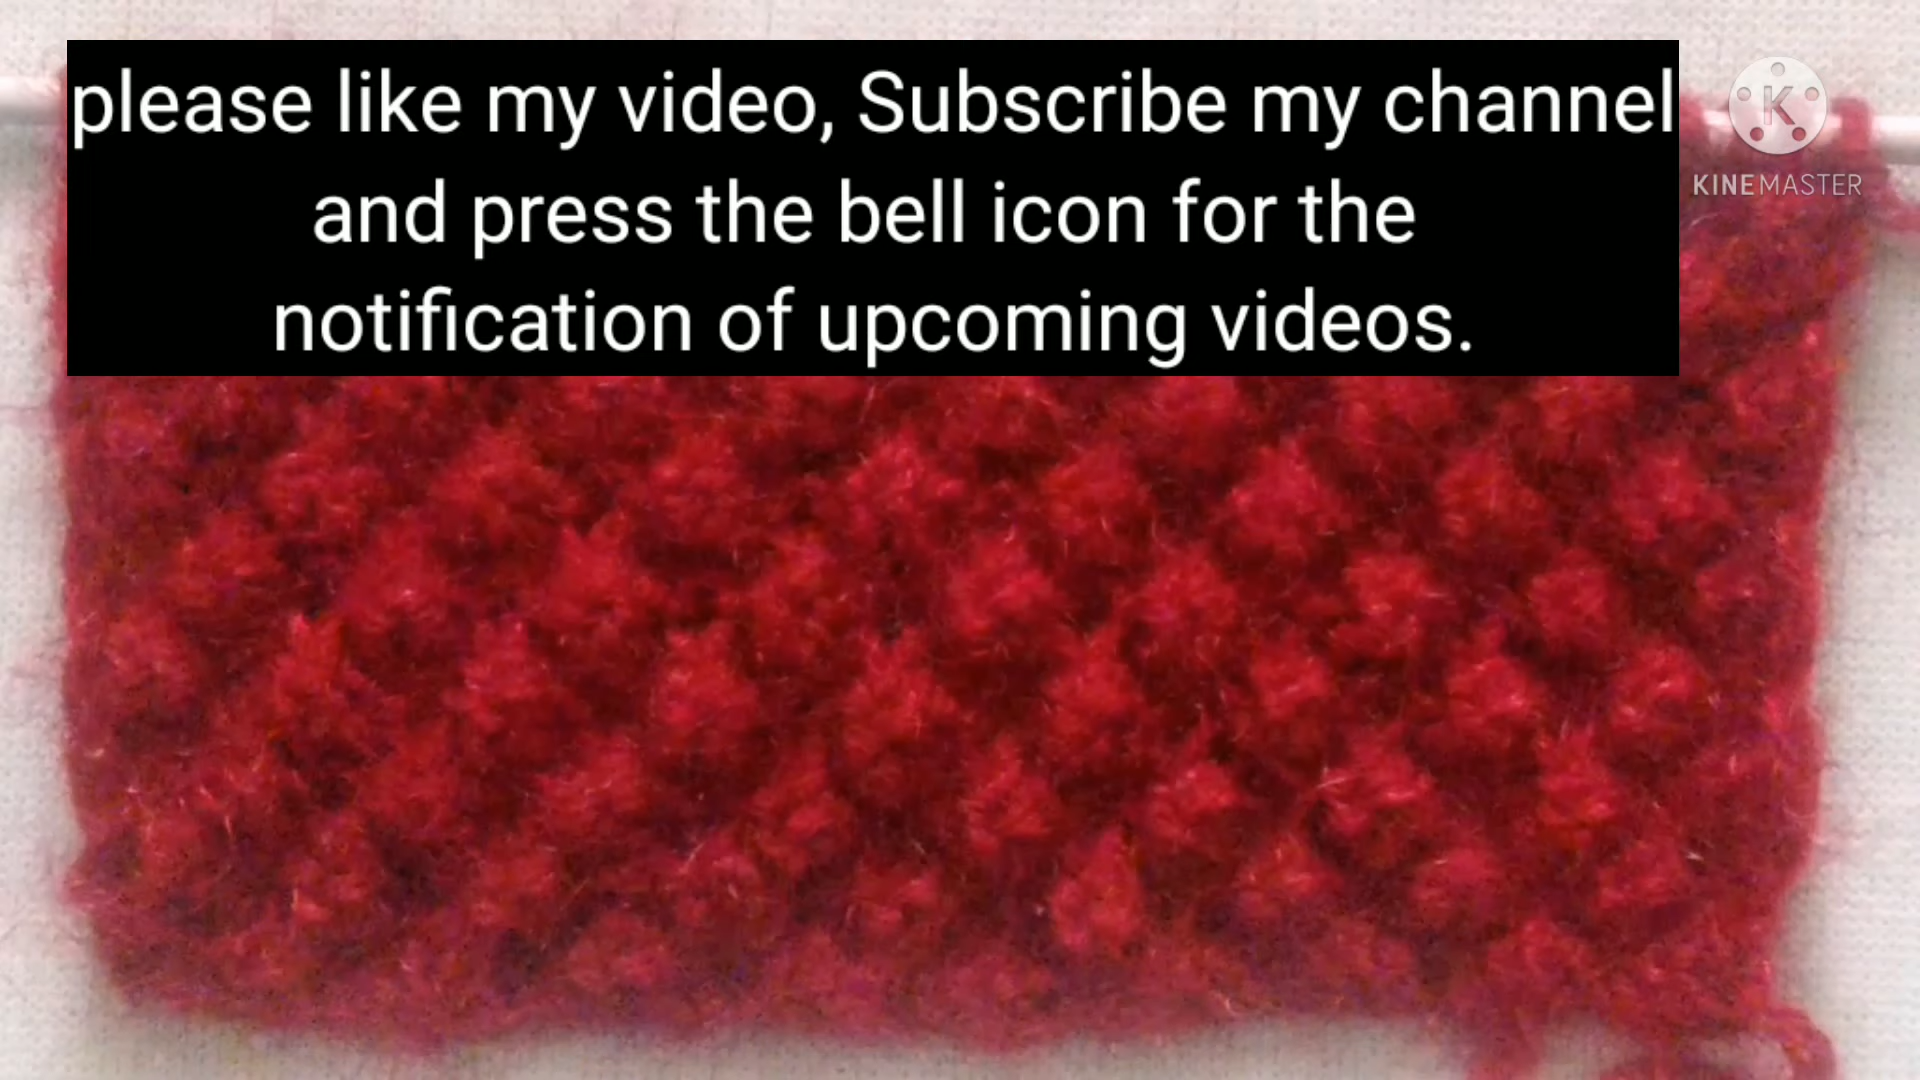 please like my video, Subscribe my channel
and press the bell icon for the
notification of upcoming videos.
K
KINEMASTER